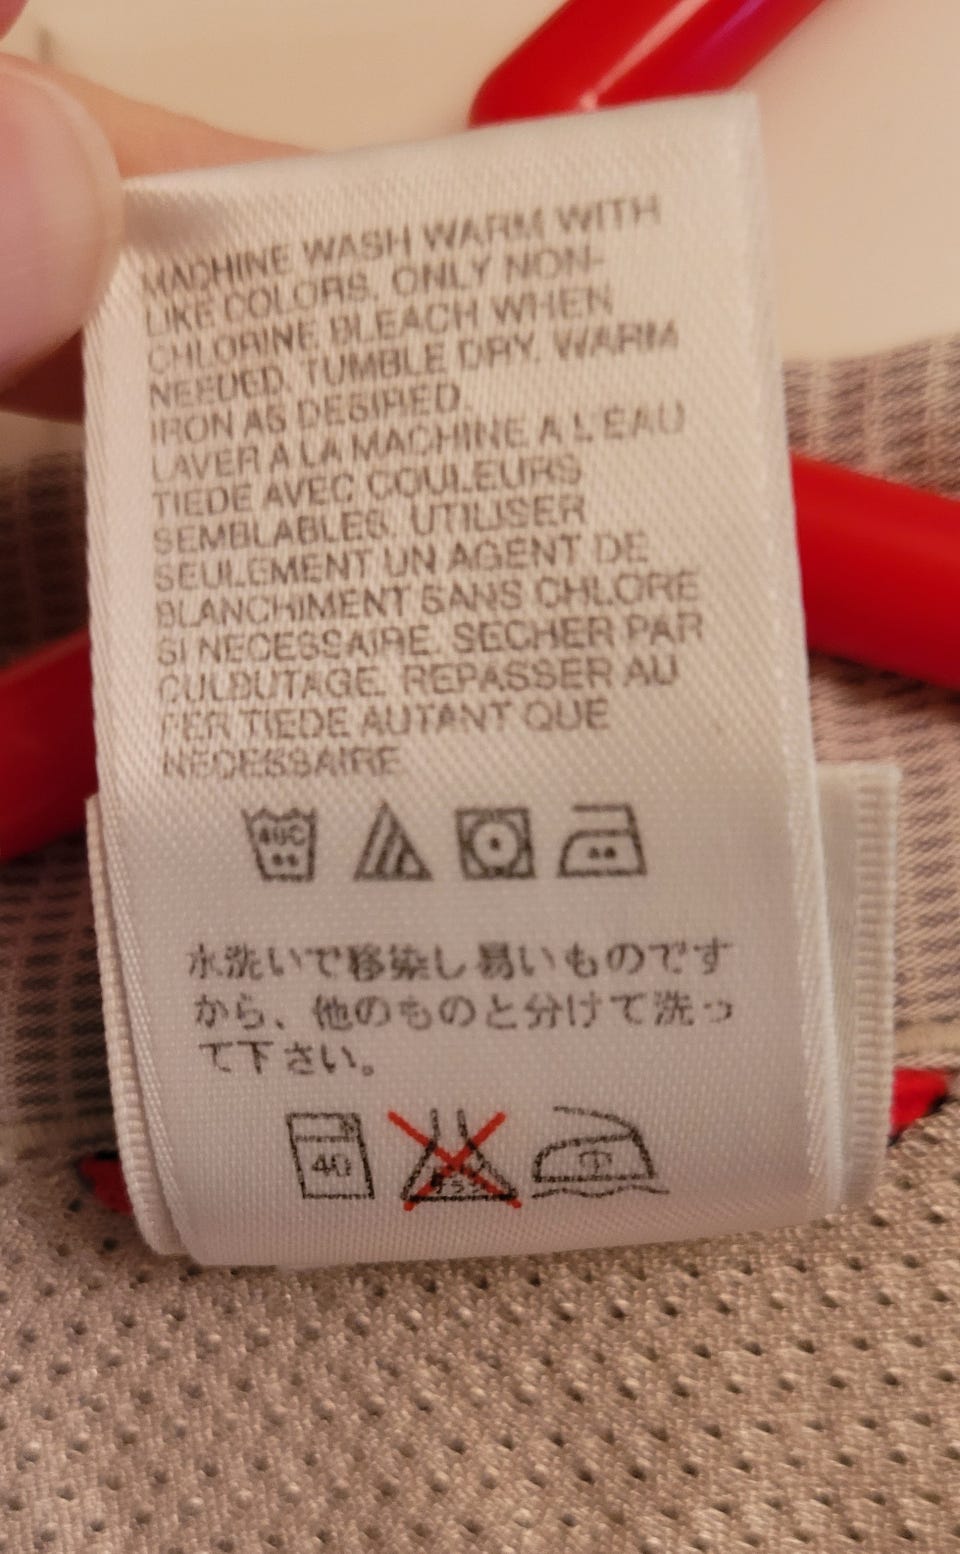 MACHINE WASH WARM WITH
LIKE COLORS. ONLY NON-
CHLORINE BLEACH WHEN
NEEDED. TUMBLE DRY. WARM
IRON AS DESIRED.
LAVER A LA MACHINE A L'EAU
TIEDE AVEC COULEURS
SEMBLABLES. UTILISER
SEULEMENT UN AGENT DE
BLANCHIMENT SANS CHLORE
SI NECESSAIRE. SECHER PAR
CULBUTAGE. REPASSER AU
FER TIEDE AUTANT QUE
NECESSAIRE
40C
水洗いで移染し易いものです
から、他のものと分けて洗っ
て下さい。
40 中